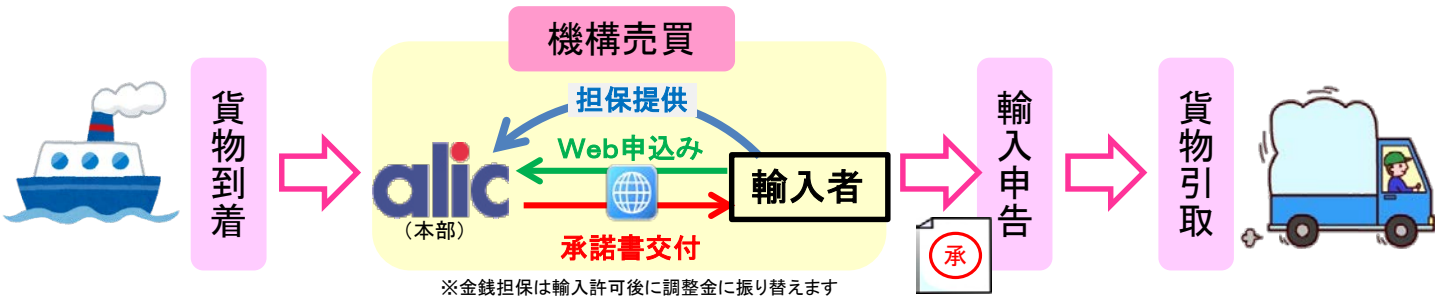 機構売買
貨物到着
担保提供
Web申込み
alic
（本部）
輸入者
承諾書交付
輸入申告
承
貨物引取
※金銭担保は輸入許可後に調整金に振り替えます